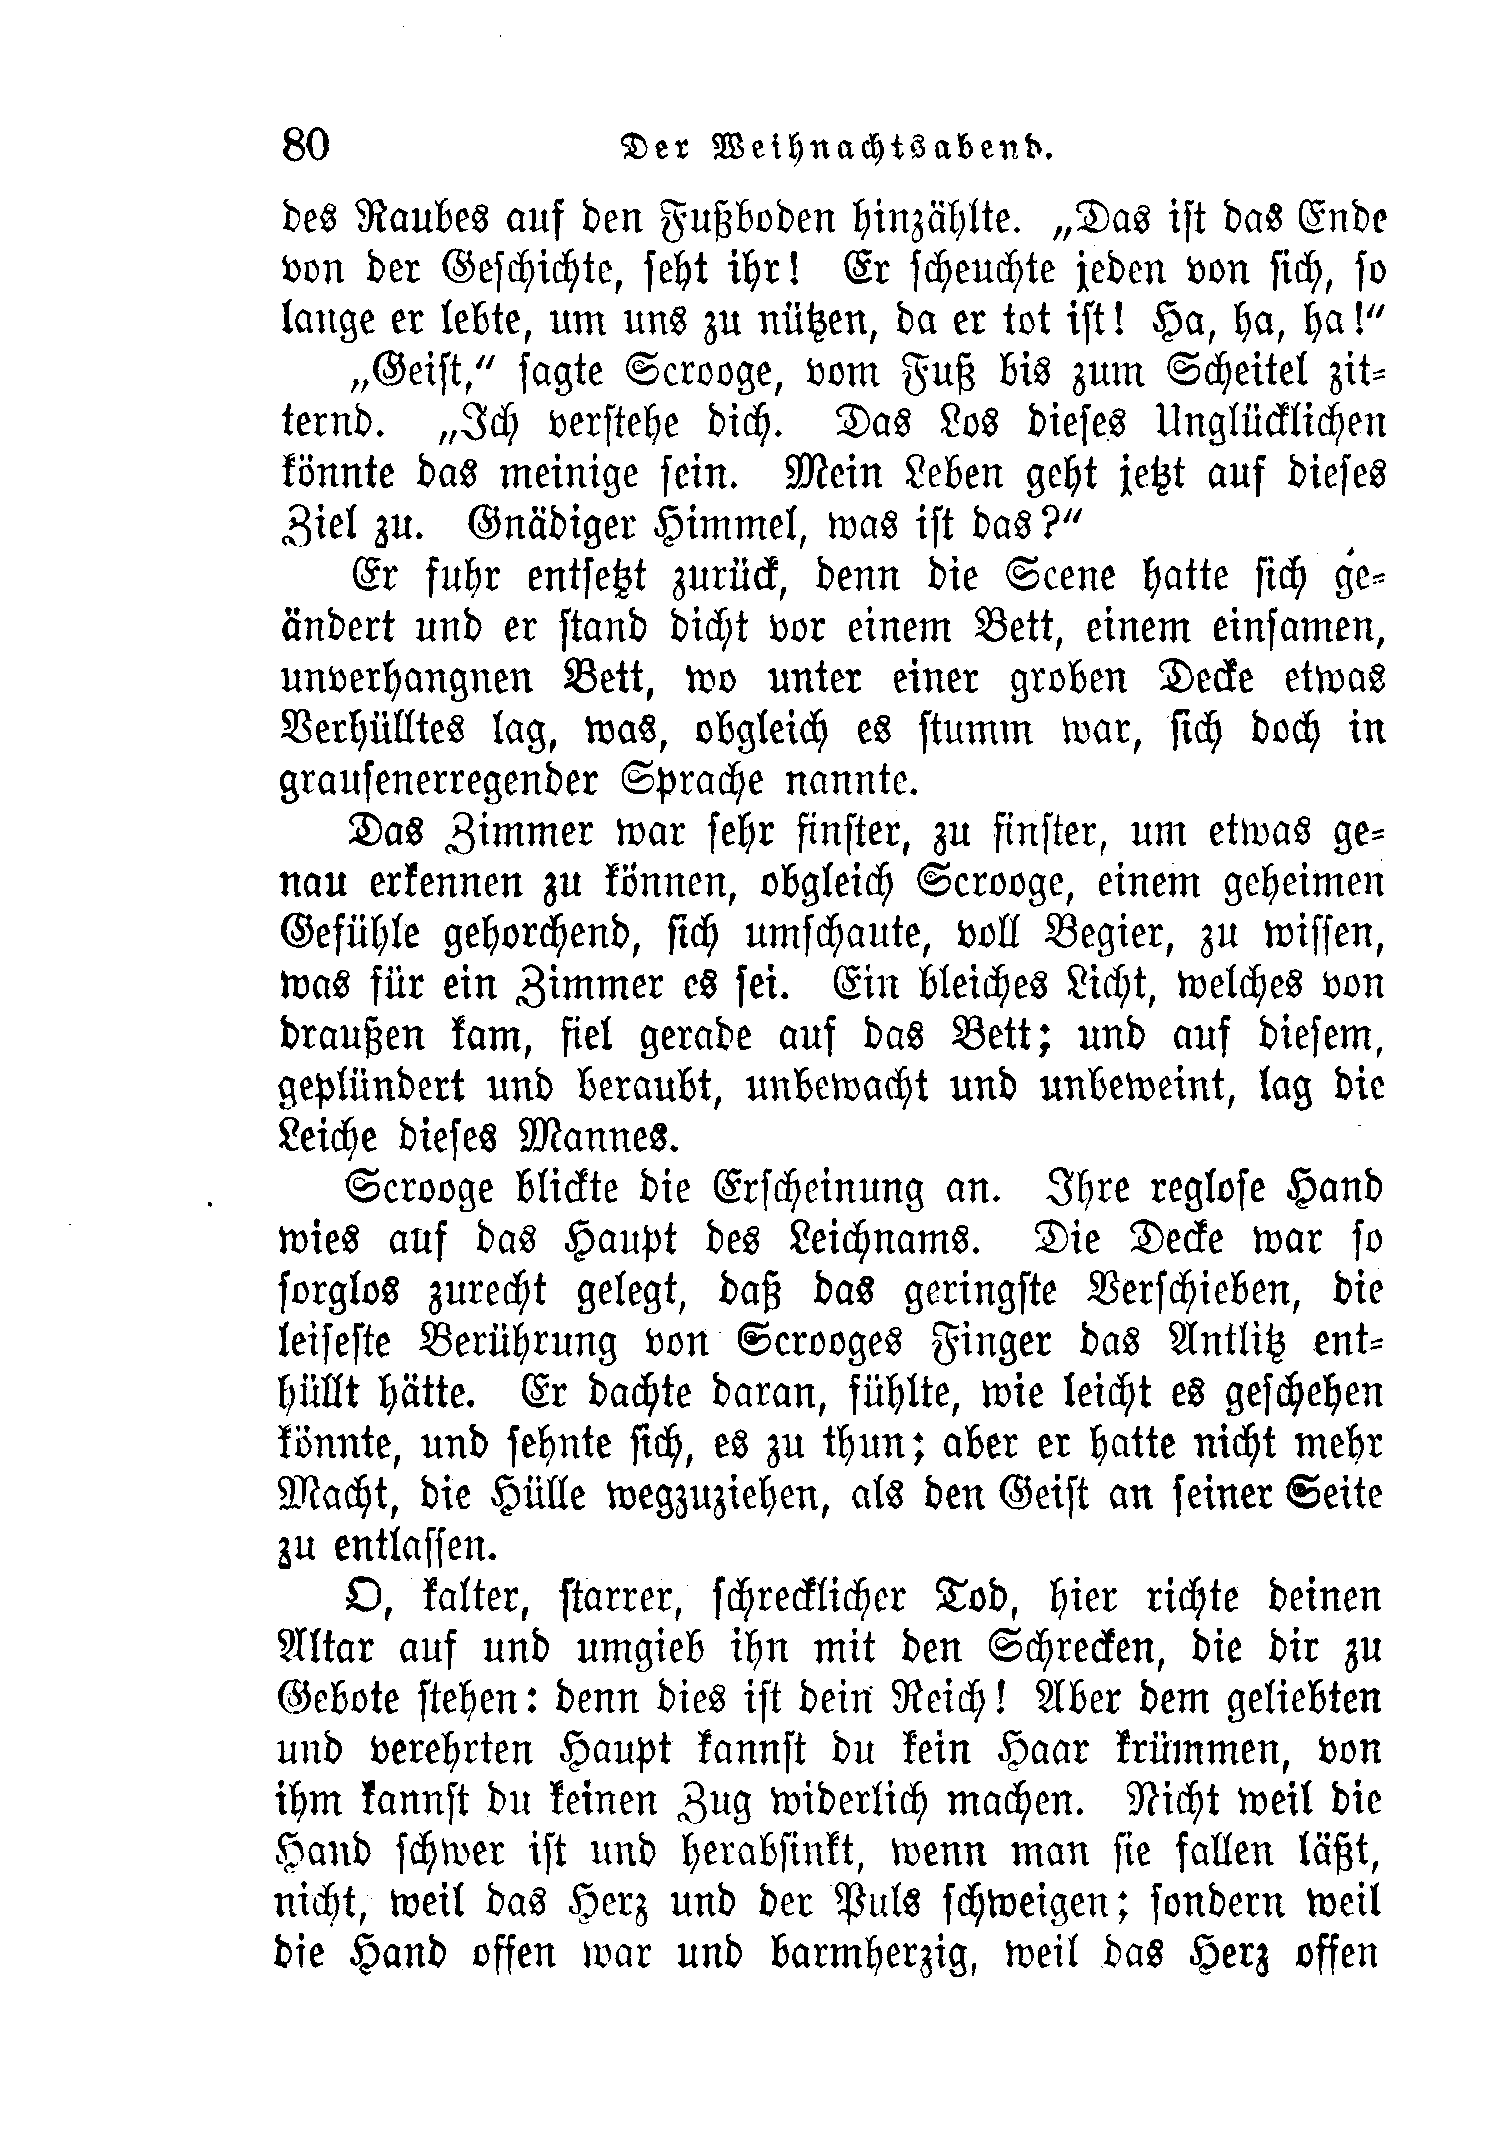 80 Der Weihnachtsabend.
des Raubes auf den Fußboden hinzählte. „Das ist das Ende
von der Geschichte, seht ihr! Er scheuchte jeden von sich, so
lange er lebte, um uns zu nützen, da er tot ist! Ha, ha, ha!“
„Geist,“ sagte Scrooge, vom Fuß bis zum Scheitel zit-
ternd. „Ich verstehe dich. Das Los dieses Unglücklichen
könnte das meinige sein. Mein Leben geht jetzt auf dieses
Ziel zu. Gnädiger Himmel, was ist das?“
Er fuhr entsetzt zurück, denn die Scene hatte sich ge-
ändert und er stand dicht vor einem Bett, einem einsamen,
unverhangnen Bett, wo unter einer groben Decke etwas
Verhülltes lag, was, obgleich es stumm war, sich doch in
grausenerregender Sprache nannte.
Das Zimmer war sehr finster, zu finster, um etwas ge-
nau erkennen zu können, obgleich Scrooge, einem geheimen
Gefühle gehorchend, sich umschaute, voll Begier, zu wissen,
was für ein Zimmer es sei. Ein bleiches Licht, welches von
draußen kam, fiel gerade auf das Bett; und auf diesem,
geplündert und beraubt, unbewacht und unbeweint, lag die
Leiche dieses Mannes.
Scrooge blickte die Erscheinung an. Ihre reglose Hand
wies auf das Haupt des Leichnams. Die Decke war so
sorglos zurecht gelegt, daß das geringste Verschieben, die
leiseste Berührung von Scrooges Finger das Antlitz ent-
hüllt hätte. Er dachte daran, fühlte, wie leicht es geschehen
könnte, und sehnte sich, es zu thun; aber er hatte nicht mehr
Macht, die Hülle wegzuziehen, als den Geist an seiner Seite
zu entlassen.
O, kalter, starrer, schrecklicher Tod, hier richte deinen
Altar auf und umgieb ihn mit den Schrecken, die dir zu
Gebote stehen: denn dies ist dein Reich! Aber dem geliebten
und verehrten Haupt kannst du kein Haar krümmen, von
ihm kannst du keinen Zug widerlich machen. Nicht weil die
Hand schwer ist und herabsinkt, wenn man sie fallen läßt,
nicht, weil das Herz und der Puls schweigen; sondern weil
die Hand offen war und barmherzig, weil das Herz offen